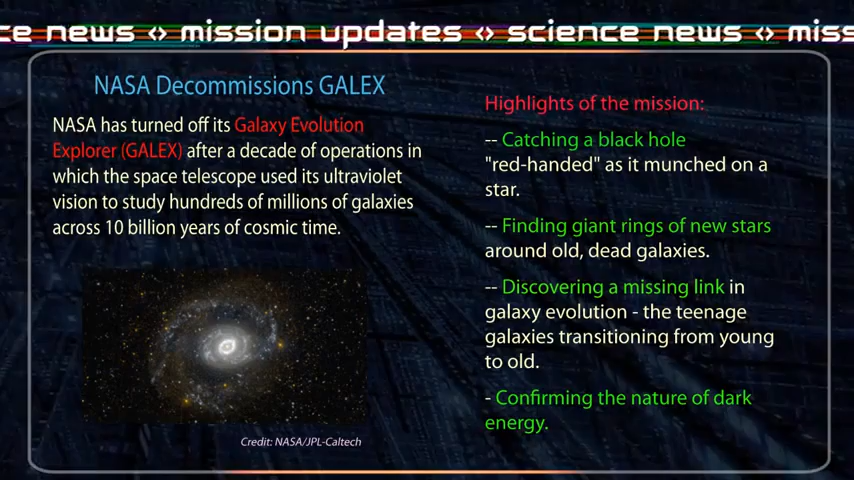 ce news ‹› mission updates ‹› science news ‹› miss
NASA Decommissions GALEX
NASA has turned off its Galaxy Evolution
Explorer (GALEX) after a decade of operations in
which the space telescope used its ultraviolet
vision to study hundreds of millions of galaxies
across 10 billion years of cosmic time.
Credit: NASA/JPL-Caltech
Highlights of the mission:
-- Catching a black hole
"red-handed" as it munched on a
star.
-- Finding giant rings of new stars
around old, dead galaxies.
-- Discovering a missing link in
galaxy evolution - the teenage
galaxies transitioning from young
to old.
- Confirming the nature of dark
energy.